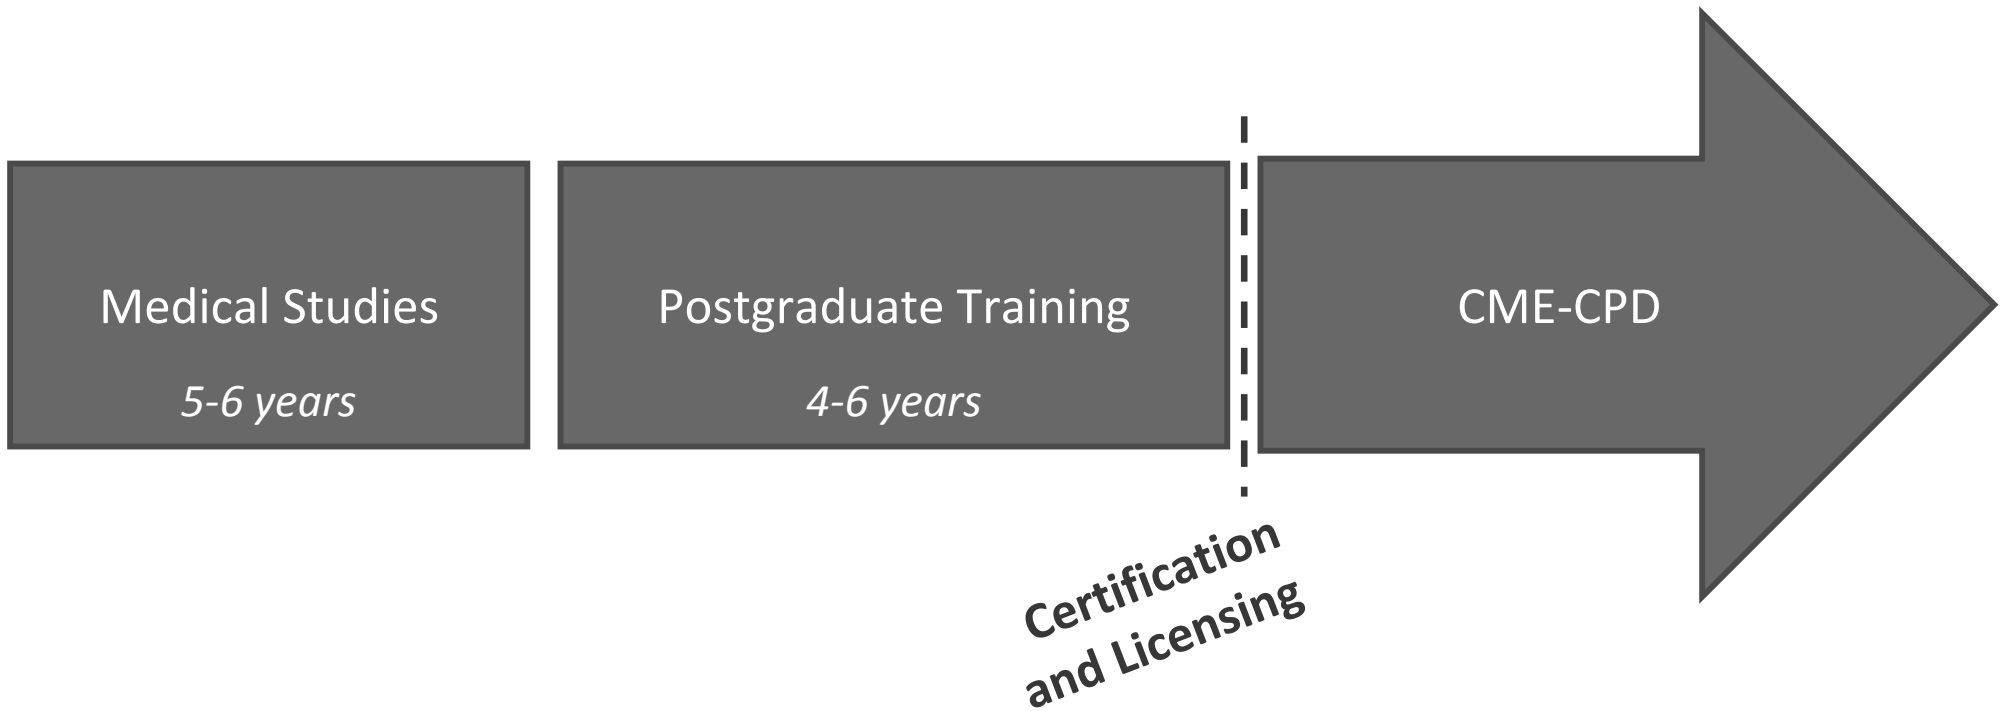 Medical Studies
5-6 years
Postgraduate Training
4-6 years
CME-CPD
Certification
and Licensing